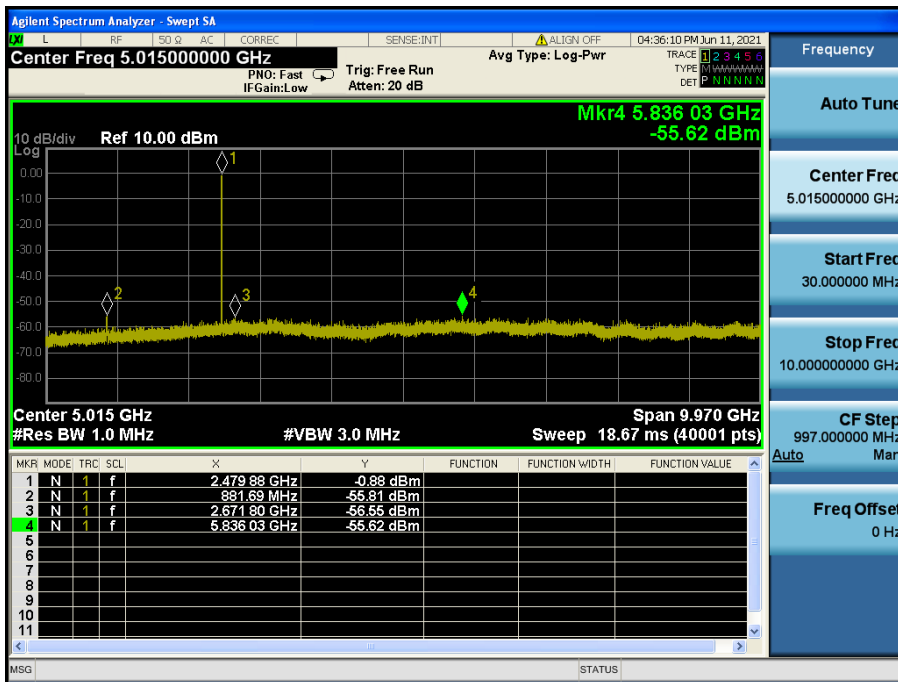 Agilent Spectrum Analyzer - Swept SA
LXI L RF 50 Ω AC CORREC SENSE:INT ALIGN OFF 04:36:10 PM Jun 11, 2021
Center Freq 5.015000000 GHz
PNO: Fast
IFGain:Low
Trig: Free Run
Atten: 20 dB
Avg Type: Log-Pwr
TRACE 1 2 3 4 5 6
TYPE M WWWWW
DET P N N N N N
Mkr4 5.836 03 GHz
-55.62 dBm
10 dB/div Ref 10.00 dBm
Log
0.00
-10.0
-20.0
-30.0
-40.0
-50.0
-60.0
-70.0
-80.0
1
2
3
4
Center 5.015 GHz Span 9.970 GHz
#Res BW 1.0 MHz #VBW 3.0 MHz Sweep 18.67 ms (40001 pts)
MKR MODE TRC SCL X Y FUNCTION FUNCTION WIDTH FUNCTION VALUE
1 N 1 f 2.479 88 GHz -0.88 dBm
2 N 1 f 881.69 MHz -55.81 dBm
3 N 1 f 2.671 80 GHz -56.55 dBm
4 N 1 f 5.836 03 GHz -55.62 dBm
5
6
7
8
9
10
11
MSG STATUS
Frequency
Auto Tune
Center Freq
5.015000000 GHz
Start Freq
30.000000 MHz
Stop Freq
10.000000000 GHz
CF Step
997.000000 MHz
Auto Man
Freq Offset
0 Hz